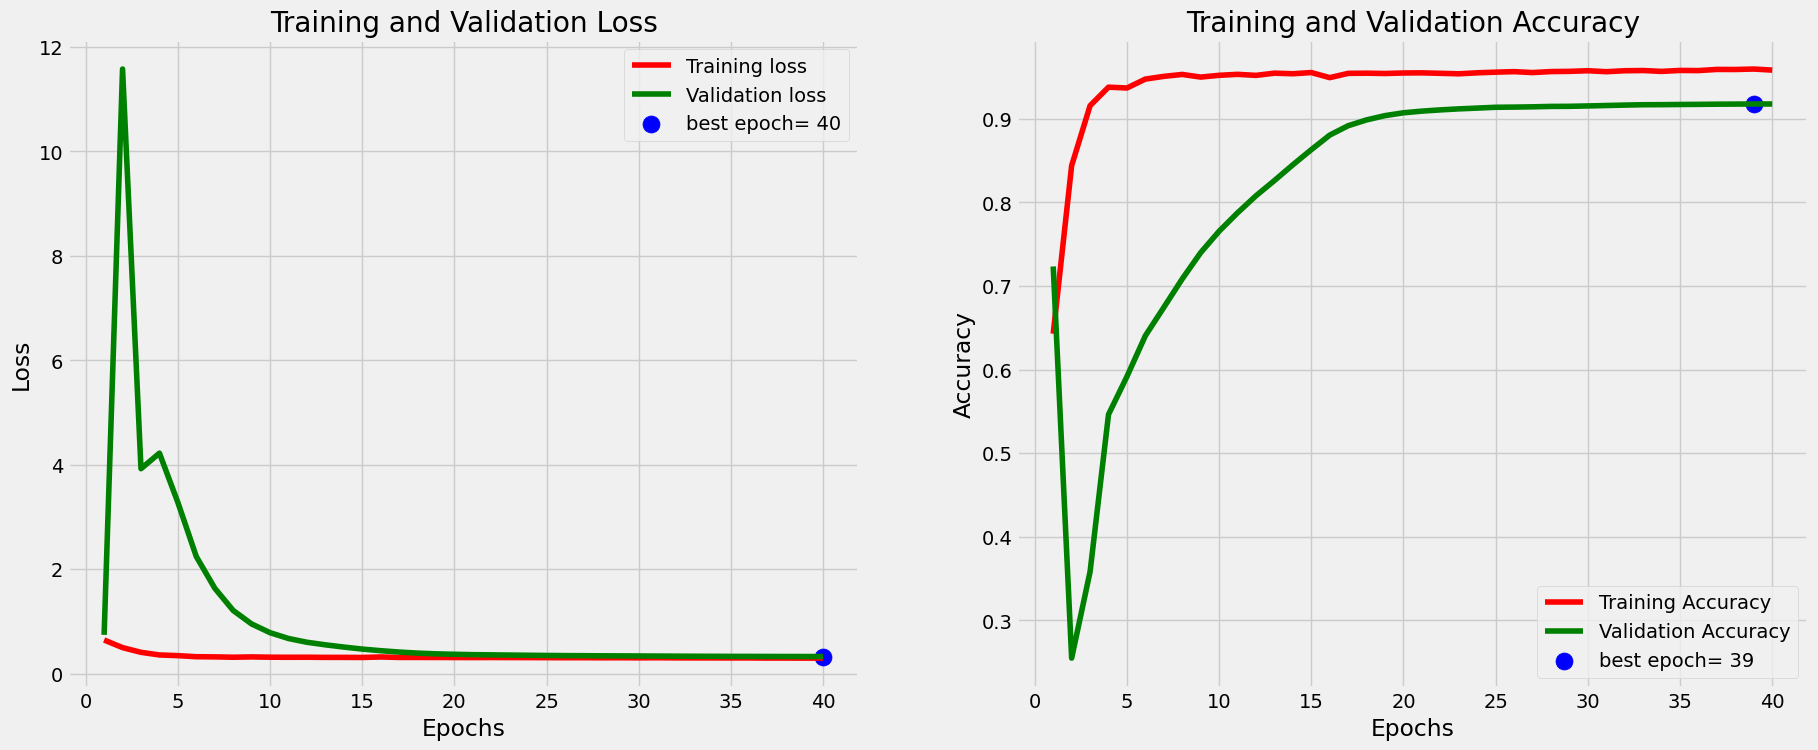 Training and Validation Loss
12
10
8
6
4
2
0
Loss
Training loss
Validation loss
best epoch= 40
0 5 10 15 20 25 30 35 40
Epochs
Training and Validation Accuracy
0.9
0.8
0.7
0.6
0.5
0.4
0.3
Accuracy
Training Accuracy
Validation Accuracy
best epoch= 39
0 5 10 15 20 25 30 35 40
Epochs